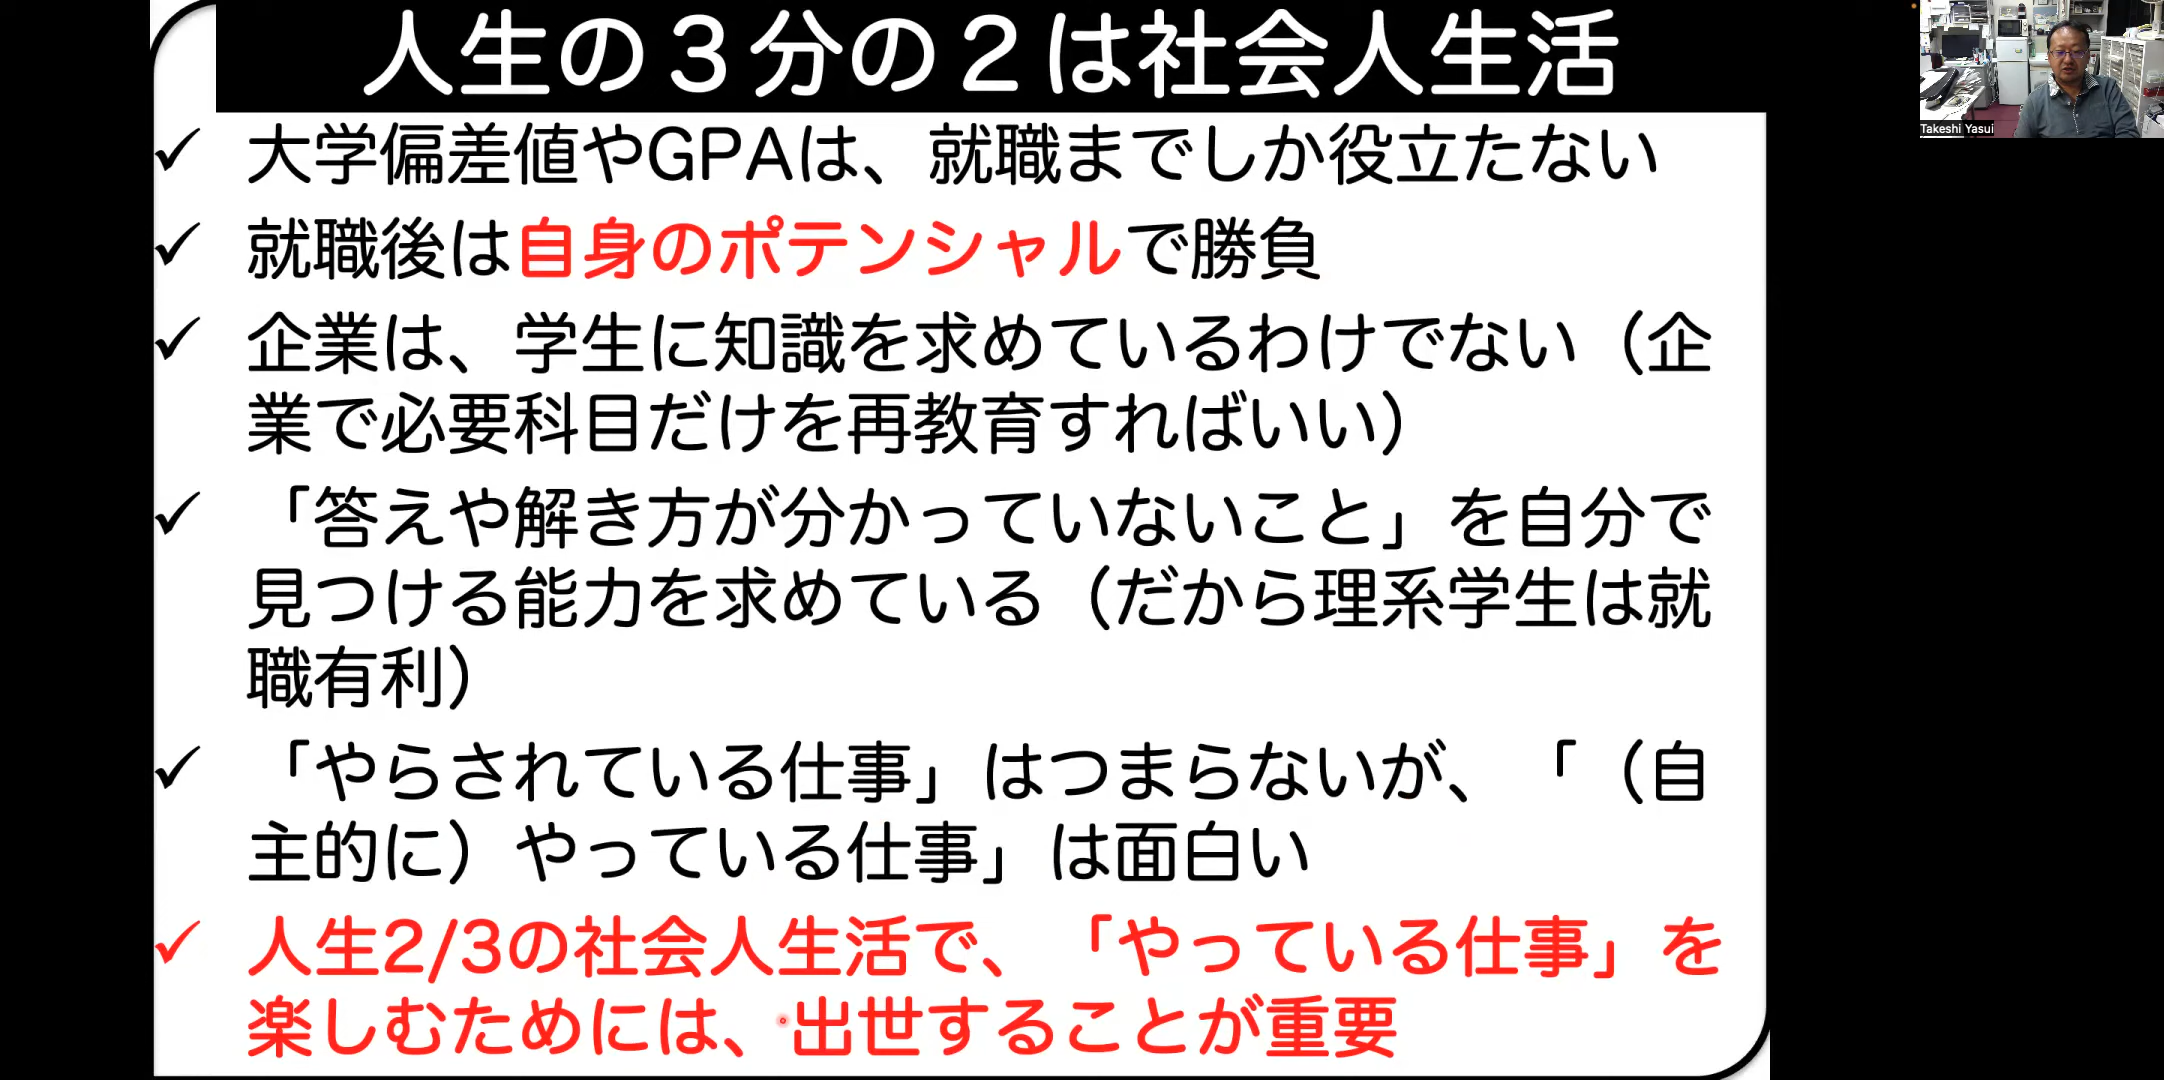 人生の３分の２は社会人生活
大学偏差値やGPAは、就職までしか役立たない
就職後は自身のポテンシャルで勝負
企業は、学生に知識を求めているわけでない（企
業で必要科目だけを再教育すればいい）
「答えや解き方が分かっていないこと」を自分で
見つける能力を求めている（だから理系学生は就
職有利）
「やらされている仕事」はつまらないが、「（自
主的に）やっている仕事」は面白い
人生2/3の社会人生活で、「やっている仕事」を
楽しむためには、出世することが重要
Takeshi Yasui